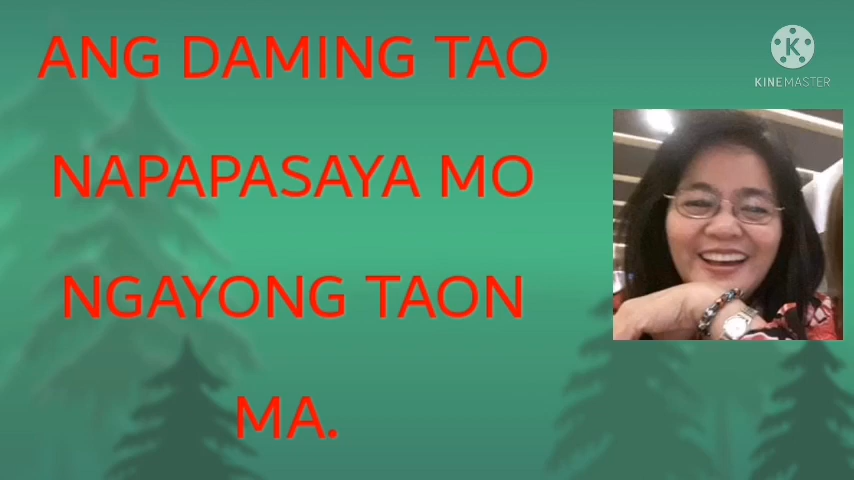 ANG DAMING TAO
NAPAPASAYA MO
NGAYONG TAON
MA.
K
KINEMASTER